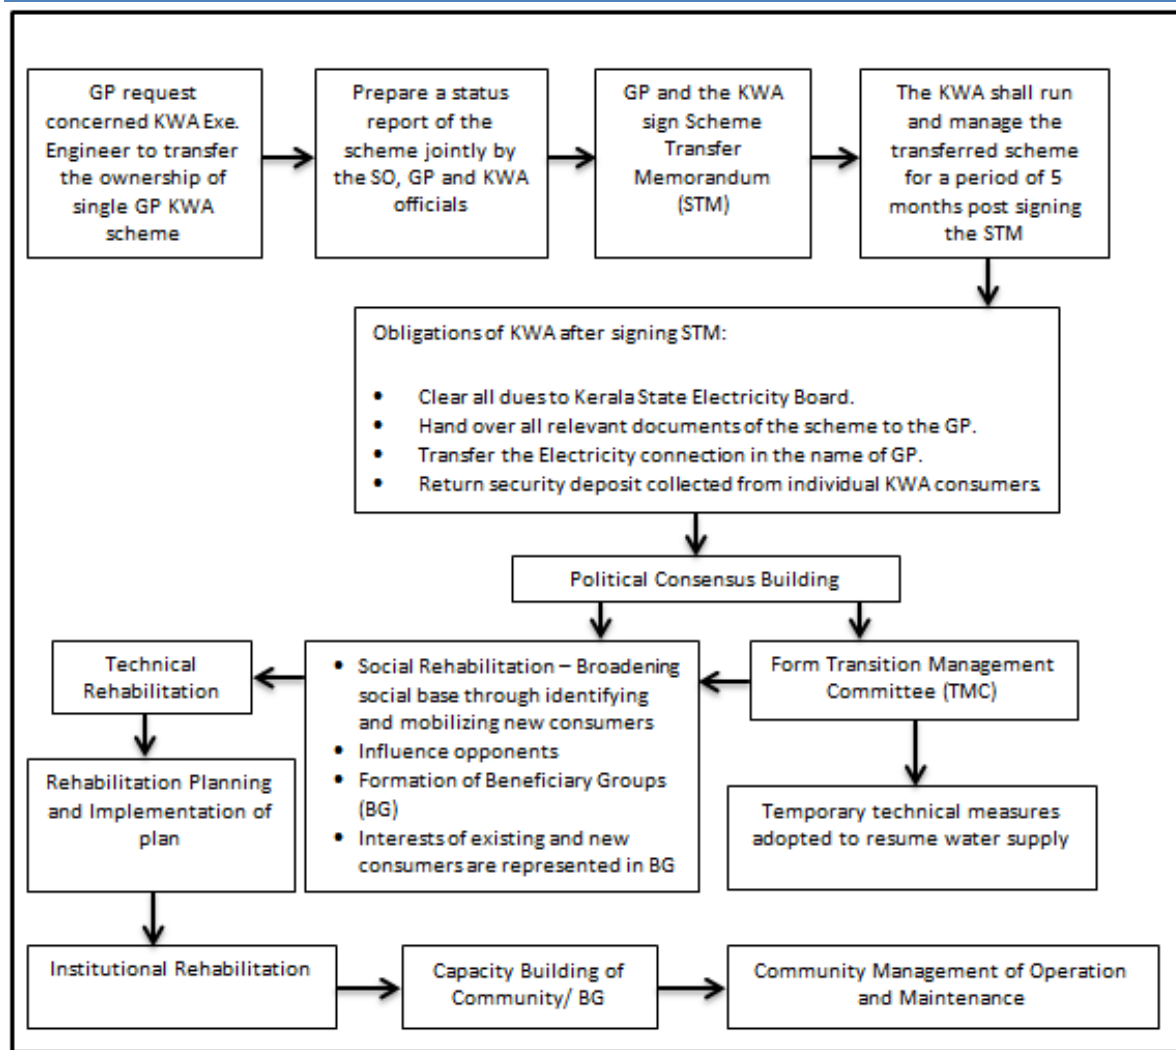 GP request
concerned KWA Exe.
Engineer to transfer
the ownership of
single GP KWA
scheme
Prepare a status
report of the
scheme jointly by
the SO, GP and KWA
officials
GP and the KWA
sign Scheme
Transfer
Memorandum
(STM)
The KWA shall run
and manage the
transferred scheme
for a period of 5
months post signing
the STM
Obligations of KWA after signing STM:
• Clear all dues to Kerala State Electricity Board.
• Hand over all relevant documents of the scheme to the GP.
• Transfer the Electricity connection in the name of GP.
• Return security deposit collected from individual KWA consumers.
Political Consensus Building
Technical
Rehabilitation
• Social Rehabilitation – Broadening
social base through identifying
and mobilizing new consumers
• Influence opponents
• Formation of Beneficiary Groups
(BG)
• Interests of existing and new
consumers are represented in BG
Form Transition Management
Committee (TMC)
Rehabilitation Planning
and Implementation of
plan
Temporary technical measures
adopted to resume water supply
Institutional Rehabilitation
Capacity Building of
Community/ BG
Community Management of Operation
and Maintenance